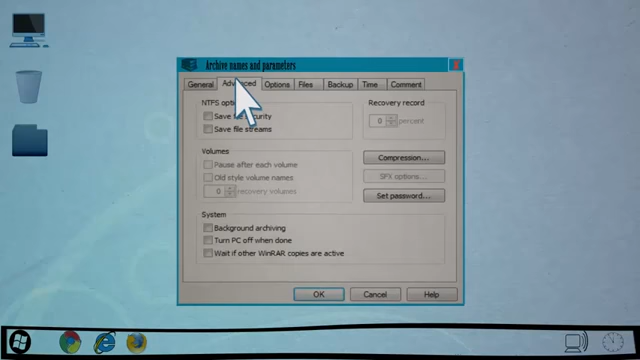 Archive names and parameters
General Advanced Options Files Backup Time Comment
NTFS options
Save file security
Save file streams
Recovery record
0 percent
Volumes
Pause after each volume
Old style volume names
0 recovery volumes
Compression...
SFX options...
Set password...
System
Background archiving
Turn PC off when done
Wait if other WinRAR copies are active
OK Cancel Help